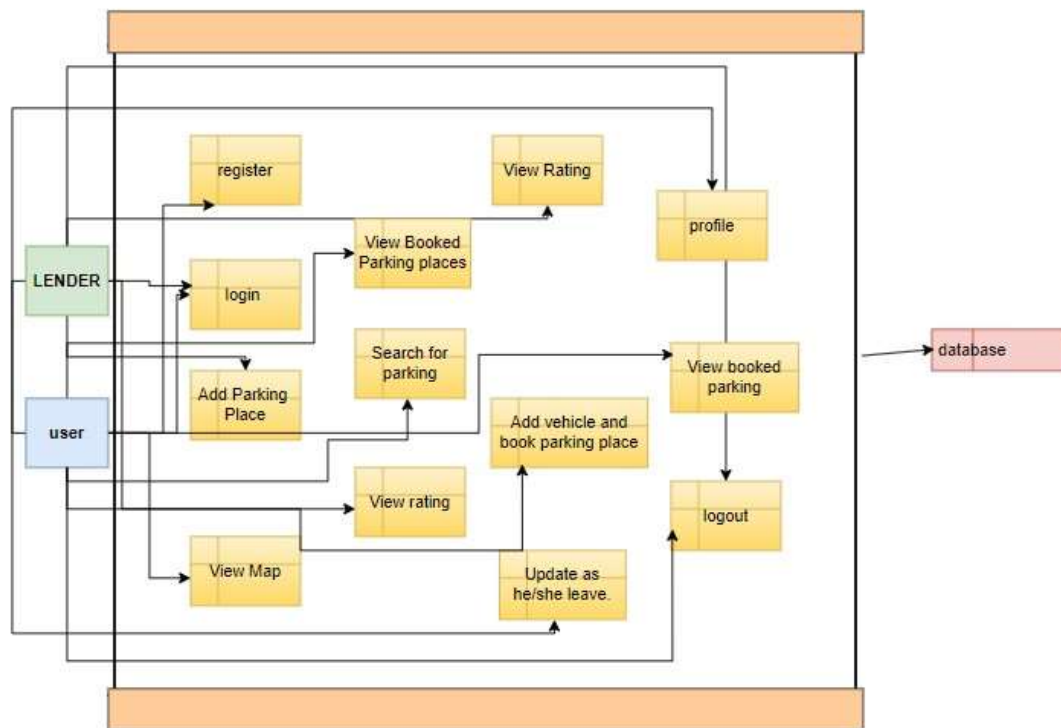 register
View Rating
profile
View Booked
Parking places
LENDER
login
Search for
parking
View booked
parking
database
Add Parking
Place
user
Add vehicle and
book parking place
View rating
logout
View Map
Update as
he/she leave.